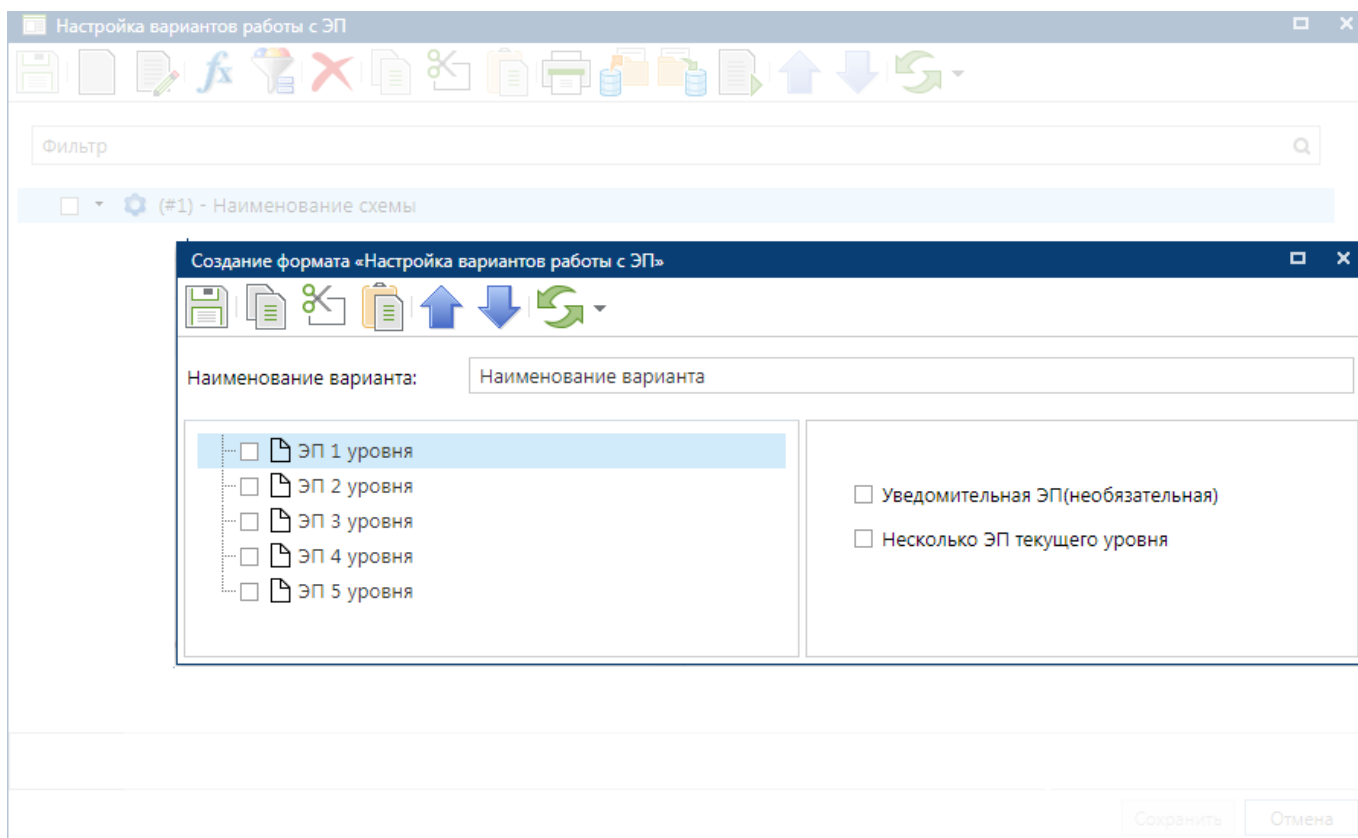 Настройка вариантов работы с ЭП
fx
Фильтр
(#1) - Наименование схемы
Создание формата «Настройка вариантов работы с ЭП»
Наименование варианта:
Наименование варианта
ЭП 1 уровня
ЭП 2 уровня
ЭП 3 уровня
ЭП 4 уровня
ЭП 5 уровня
Уведомительная ЭП(необязательная)
Несколько ЭП текущего уровня
Сохранить
Отмена